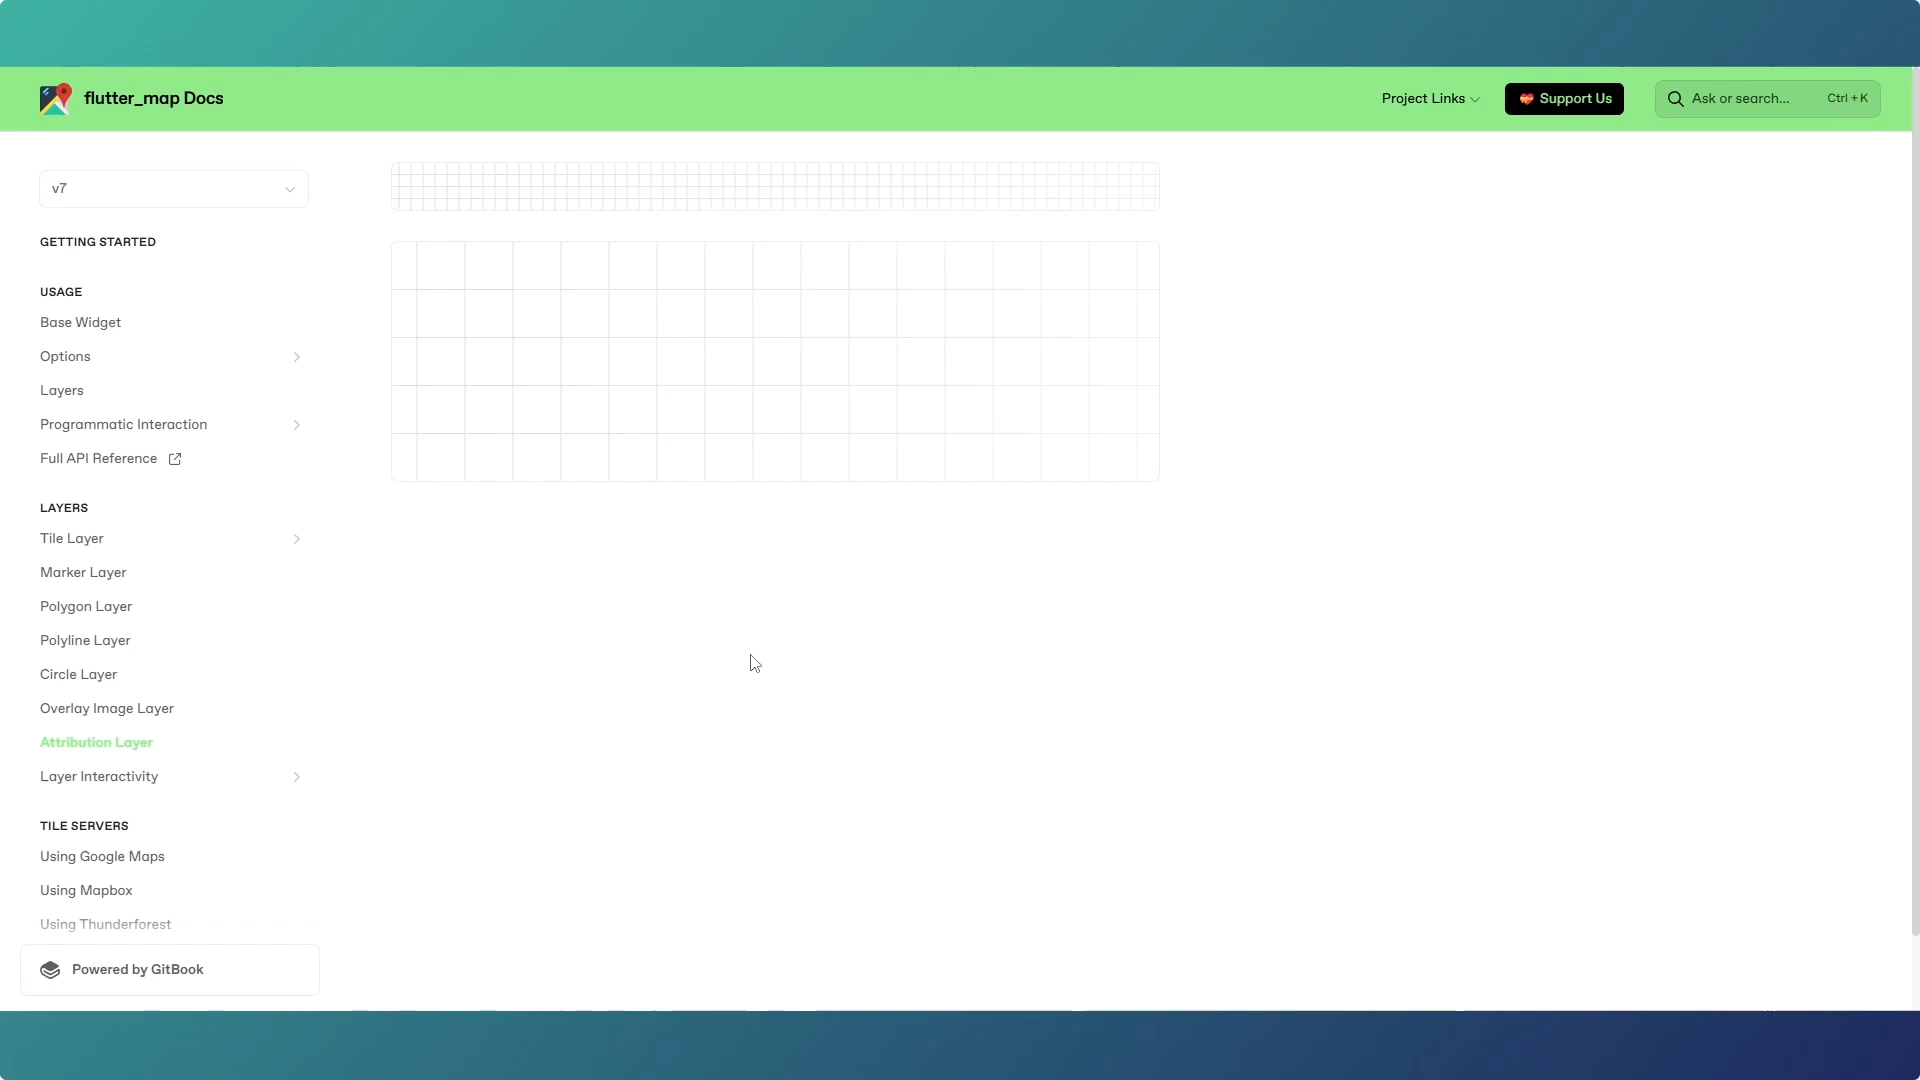 flutter_map Docs
Project Links
Support Us
Ask or search...
Ctrl + K
v7
GETTING STARTED
USAGE
Base Widget
Options
Layers
Programmatic Interaction
Full API Reference
LAYERS
Tile Layer
Marker Layer
Polygon Layer
Polyline Layer
Circle Layer
Overlay Image Layer
Attribution Layer
Layer Interactivity
TILE SERVERS
Using Google Maps
Using Mapbox
Using Thunderforest
Powered by GitBook